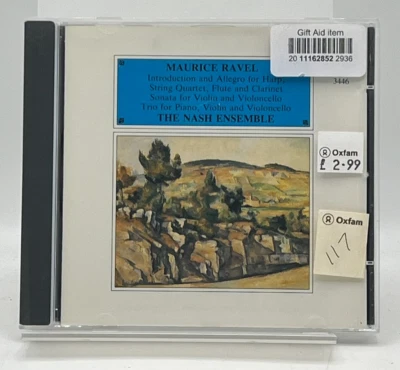 Gift Aid item
20 11162852 2936
MAURICE RAVEL
Introduction and Allegro for Harp,
String Quartet, Flute and Clarinet
Sonata for Violin and Violoncello
Trio for Piano, Violin and Violoncello
THE NASH ENSEMBLE
3446
R Oxfam
£ 2.99
R Oxfam
117